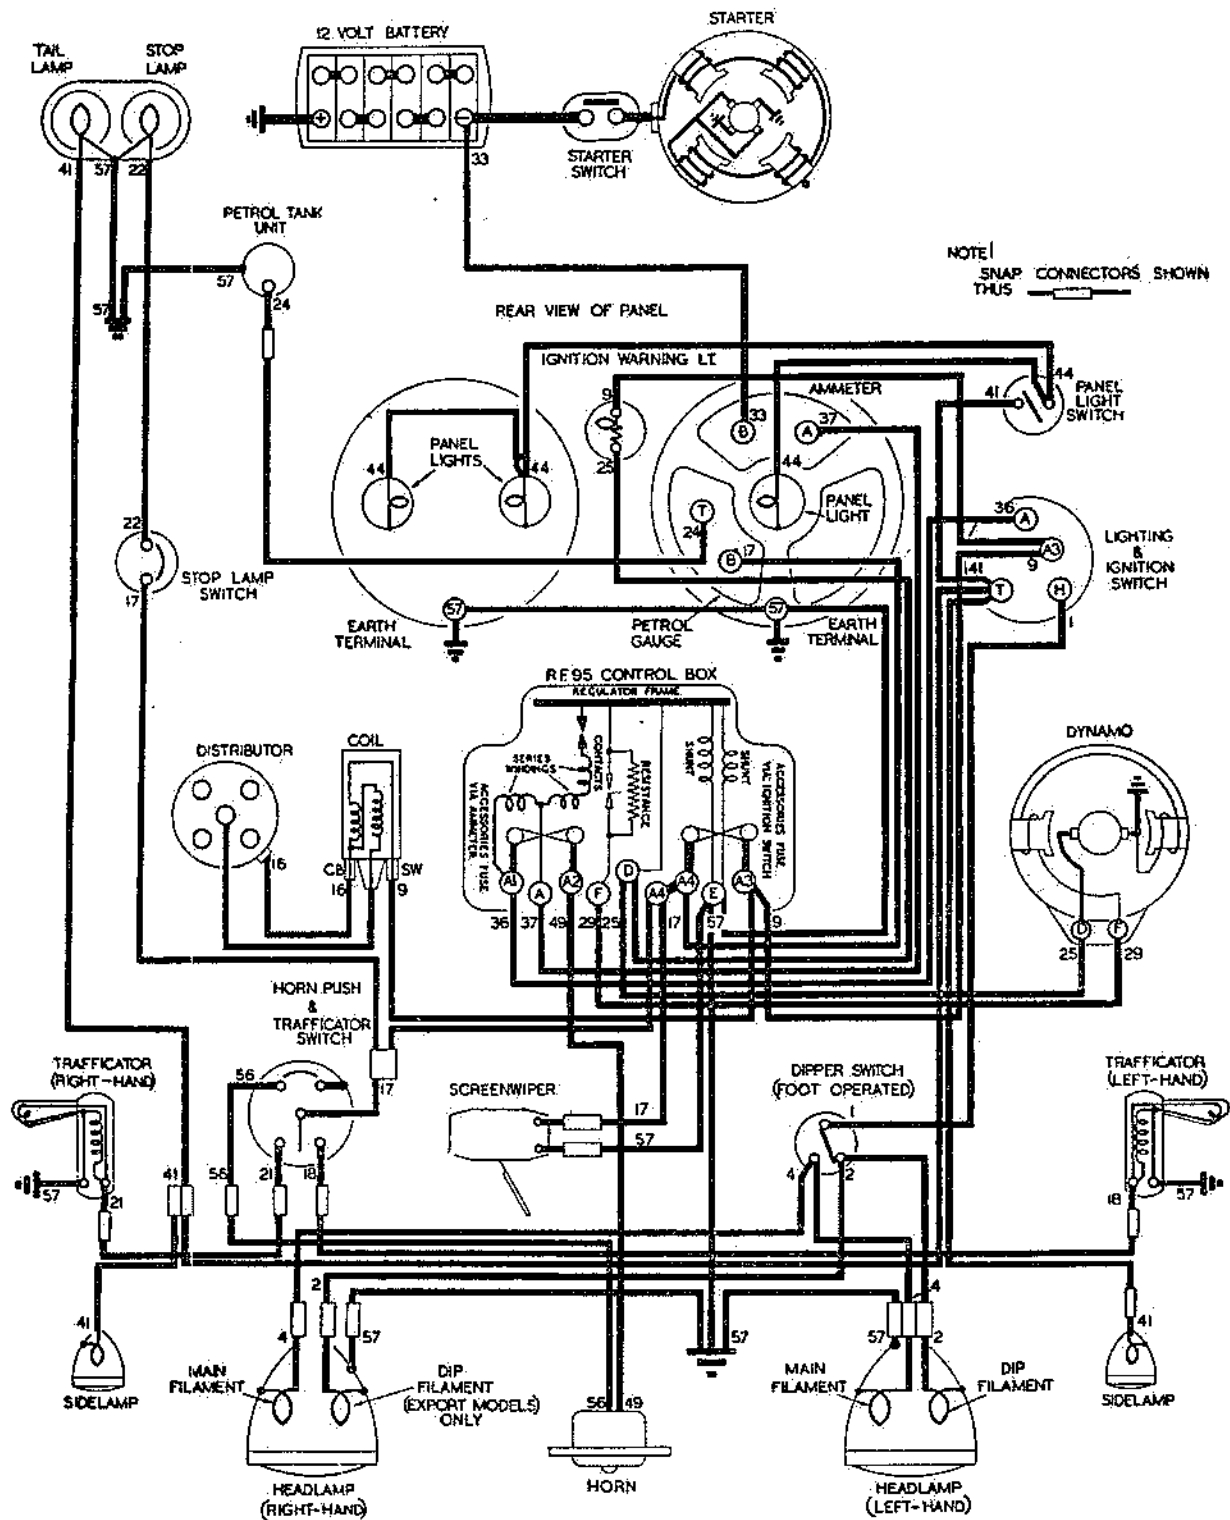 STARTER
12 VOLT BATTERY
TAIL
LAMP
STOP
LAMP
+
−
STARTER
SWITCH
41
57
22
33
PETROL TANK
UNIT
57
24
57
NOTE
SNAP CONNECTORS SHOWN
THUS
REAR VIEW OF PANEL
IGNITION WARNING LT.
AMMETER
44
41
PANEL
LIGHT
SWITCH
9
33
37
B
A
PANEL
LIGHTS
44
44
25
44
PANEL
LIGHT
T
24
36
A
LIGHTING
&
IGNITION
SWITCH
22
17
B
A3
9
141
T
H
1
STOP LAMP
SWITCH
17
57
57
EARTH
TERMINAL
PETROL
GAUGE
EARTH
TERMINAL
RF95 CONTROL BOX
REGULATOR FRAME
DYNAMO
DISTRIBUTOR
COIL
SERIES
WINDINGS
CONTACTS
RESISTANCE
SHUNT
SHUNT
ACCESSORIES FUSE
VIA AMMETER
ACCESSORIES FUSE
VIA IGNITION SWITCH
16
CB
SW
16
9
A1
A
A2
F
D
A4
A4
E
A3
36
37
49
29
25
17
57
9
D
F
25
29
HORN PUSH
&
TRAFFICATOR
SWITCH
TRAFFICATOR
(RIGHT-HAND)
56
17
SCREENWIPER
17
57
DIPPER SWITCH
(FOOT OPERATED)
1
TRAFFICATOR
(LEFT-HAND)
57
21
41
56
21
18
4
2
18
57
2
4
41
4
57
57
57
2
41
SIDELAMP
MAIN
FILAMENT
DIP
FILAMENT
(EXPORT MODELS)
ONLY
56
49
MAIN
FILAMENT
DIP
FILAMENT
SIDELAMP
HEADLAMP
(RIGHT-HAND)
HORN
HEADLAMP
(LEFT-HAND)